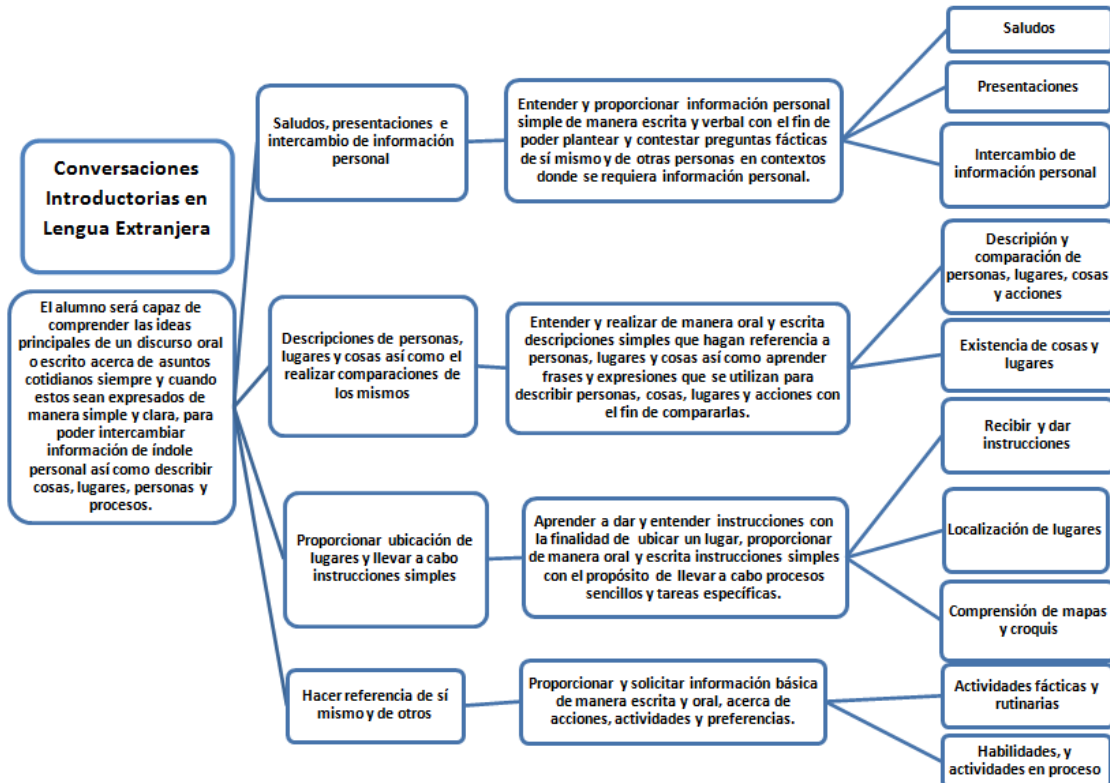 Conversaciones
Introductorias en
Lengua Extranjera
El alumno será capaz de
comprender las ideas
principales de un discurso oral
o escrito acerca de asuntos
cotidianos siempre y cuando
estos sean expresados de
manera simple y clara, para
poder intercambiar
información de índole
personal así como describir
cosas, lugares, personas y
procesos.
Saludos, presentaciones e
intercambio de información
personal
Entender y proporcionar información personal
simple de manera escrita y verbal con el fin de
poder plantear y contestar preguntas fácticas
de sí mismo y de otras personas en contextos
donde se requiera información personal.
Saludos
Presentaciones
Intercambio de
información personal
Descripciones de personas,
lugares y cosas así como el
realizar comparaciones de
los mismos
Entender y realizar de manera oral y escrita
descripciones simples que hagan referencia a
personas, lugares y cosas así como aprender
frases y expresiones que se utilizan para
describir personas, cosas, lugares y acciones con
el fin de compararlas.
Descripión y
comparación de
personas, lugares, cosas
y acciones
Existencia de cosas y
lugares
Proporcionar ubicación de
lugares y llevar a cabo
instrucciones simples
Aprender a dar y entender instrucciones con
la finalidad de ubicar un lugar, proporcionar
de manera oral y escrita instrucciones simples
con el propósito de llevar a cabo procesos
sencillos y tareas específicas.
Recibir y dar
instrucciones
Localización de lugares
Comprensión de mapas
y croquis
Hacer referencia de sí
mismo y de otros
Proporcionar y solicitar información básica
de manera escrita y oral, acerca de
acciones, actividades y preferencias.
Actividades fácticas y
rutinarias
Habilidades, y
actividades en proceso